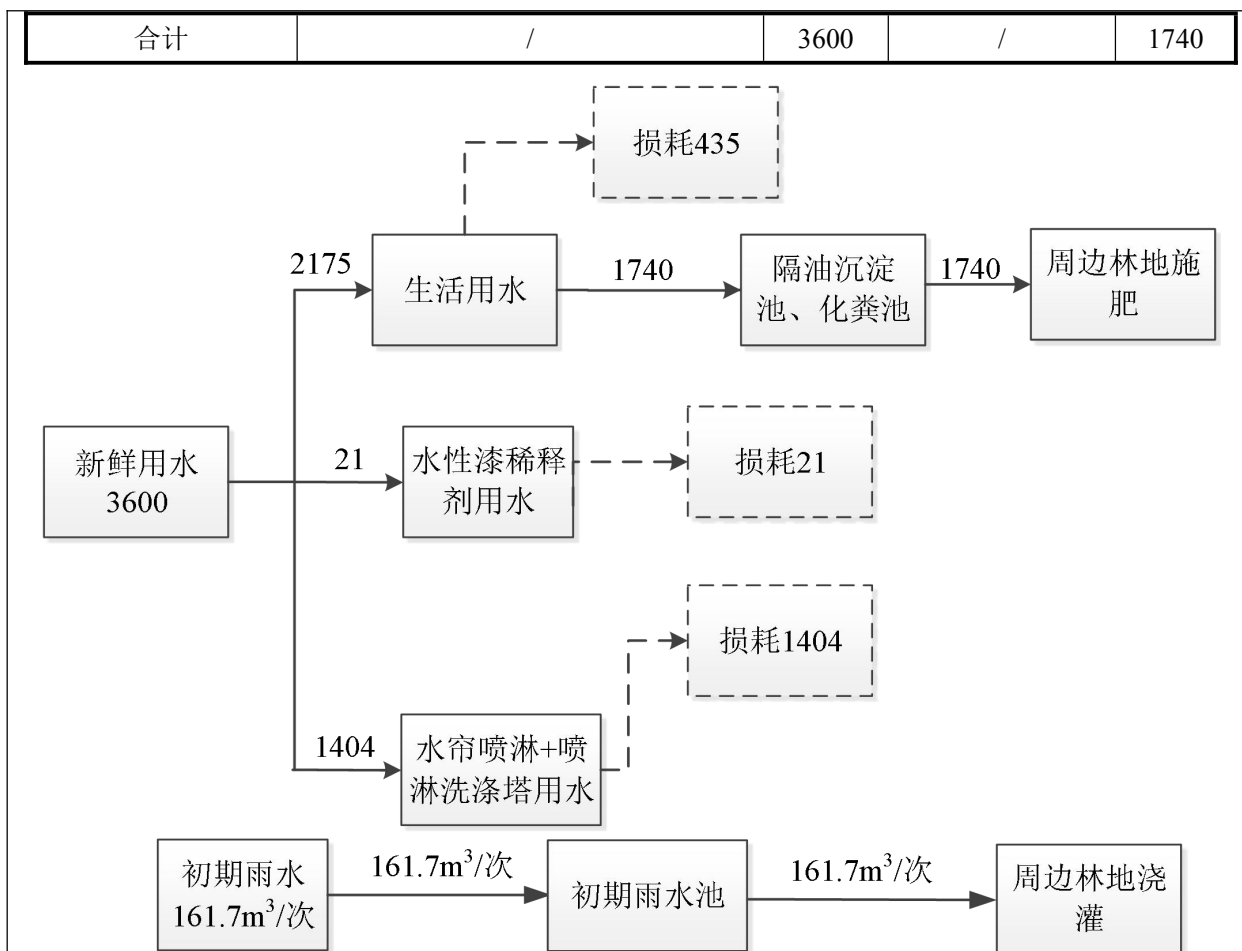 合计 / 3600 / 1740
损耗435
2175
生活用水
1740
隔油沉淀
池、化粪池
1740
周边林地施
肥
新鲜用水
3600
21
水性漆稀释
剂用水
损耗21
损耗1404
1404
水帘喷淋+喷
淋洗涤塔用水
初期雨水
161.7m³/次
161.7m³/次
初期雨水池
161.7m³/次
周边林地浇
灌